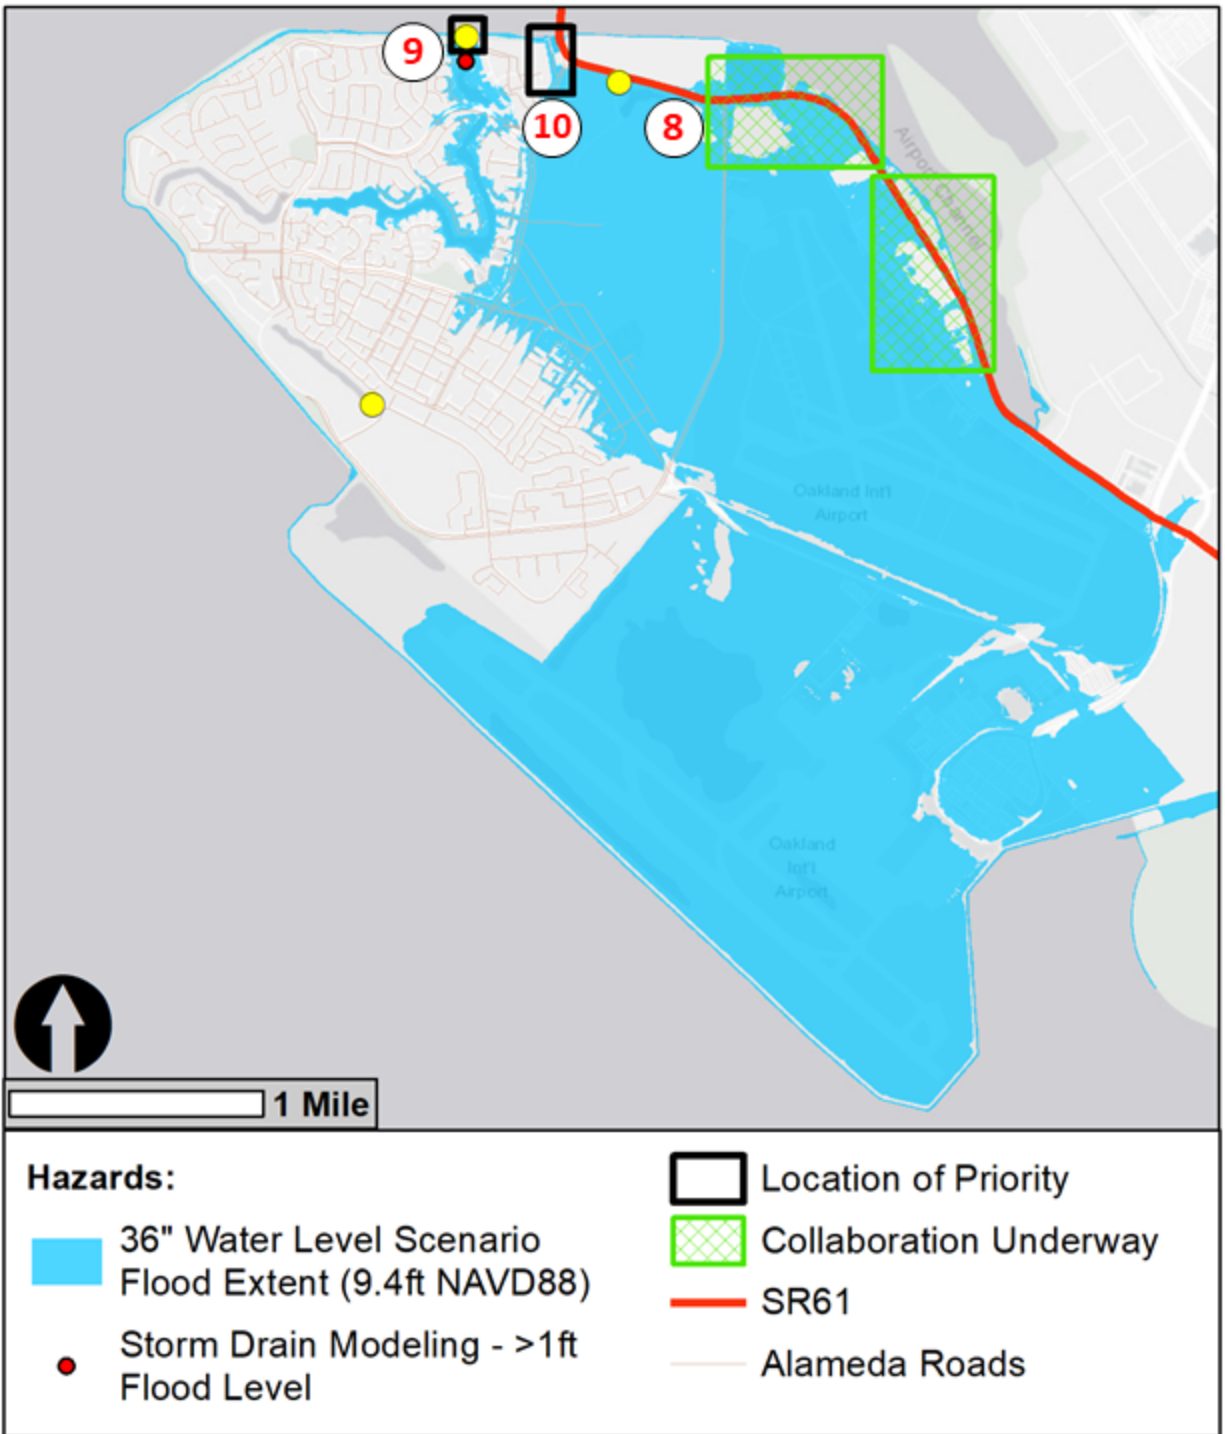 9
10
8
Airport Channel
Oakland Int'l
Airport
Oakland
Int'l
Airport
1 Mile
Hazards:
36" Water Level Scenario
Flood Extent (9.4ft NAVD88)
Storm Drain Modeling - >1ft
Flood Level
Location of Priority
Collaboration Underway
SR61
Alameda Roads